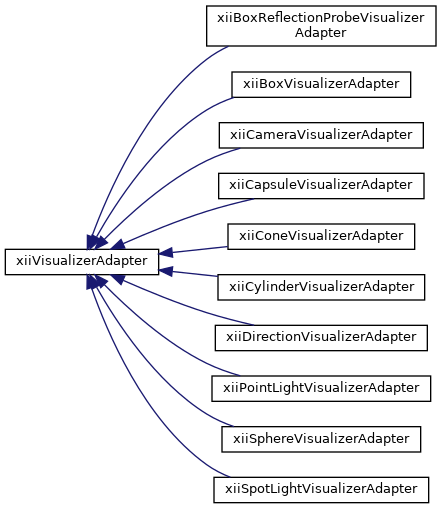 xiiBoxReflectionProbeVisualizer
Adapter
xiiBoxVisualizerAdapter
xiiCameraVisualizerAdapter
xiiCapsuleVisualizerAdapter
xiiConeVisualizerAdapter
xiiVisualizerAdapter
xiiCylinderVisualizerAdapter
xiiDirectionVisualizerAdapter
xiiPointLightVisualizerAdapter
xiiSphereVisualizerAdapter
xiiSpotLightVisualizerAdapter